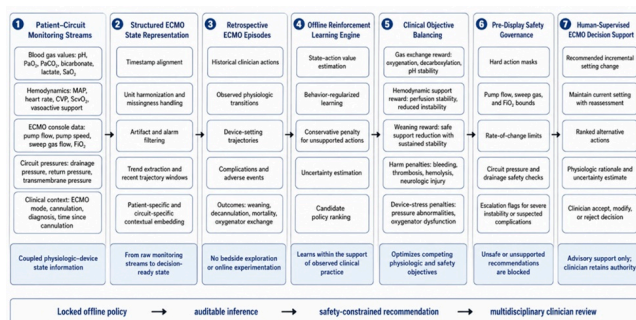 1
Patient–Circuit
Monitoring Streams
Blood gas values: pH,
PaO₂, PaCO₂, bicarbonate,
lactate, SaO₂
Hemodynamics: MAP,
heart rate, CVP, ScvO₂,
vasoactive support
ECMO console data:
pump flow, pump speed,
sweep gas flow, FiO₂
Circuit pressures: drainage
pressure, return pressure,
transmembrane pressure
Clinical context: ECMO
mode, cannulation,
diagnosis, time since
cannulation
Coupled physiologic–device
state information
2
Structured ECMO
State Representation
Timestamp alignment
Unit harmonization and
missingness handling
Artifact and alarm
filtering
Trend extraction and
recent trajectory windows
Patient-specific and
circuit-specific
contextual embedding
From raw monitoring
streams to decision-
ready state
3
Retrospective
ECMO Episodes
Historical clinical actions
Observed physiologic
transitions
Device-setting
trajectories
Complications and
adverse events
Outcomes: weaning,
decannulation, mortality,
oxygenator exchange
No bedside exploration
or online experimentation
4
Offline Reinforcement
Learning Engine
State–action value
estimation
Behavior-regularized
learning
Conservative penalty
for unsupported actions
Uncertainty estimation
Candidate
policy ranking
Learns within the support
of observed clinical
practice
5
Clinical Objective
Balancing
Gas exchange reward:
oxygenation, decarboxylation,
pH stability
Hemodynamic support
reward: perfusion stability,
reduced instability
Weaning reward: safe
support reduction with
sustained stability
Harm penalties: bleeding,
thrombosis, hemolysis,
neurologic injury
Device-stress penalties:
pressure abnormalities,
oxygenator dysfunction
Optimizes competing
physiologic and safety
objectives
6
Pre-Display Safety
Governance
Hard action masks
Pump flow, sweep gas,
and FiO₂ bounds
Rate-of-change limits
Circuit pressure and
drainage safety checks
Escalation flags for severe
instability or suspected
complications
Unsafe or unsupported
recommendations
are blocked
7
Human-Supervised
ECMO Decision Support
Recommended incremental
setting change
Maintain current setting
with reassessment
Ranked alternative
actions
Physiologic rationale and
uncertainty estimate
Clinician accept, modify,
or reject decision
Advisory support only;
clinician retains authority
Locked offline policy → auditable inference → safety-constrained recommendation → multidisciplinary clinician review